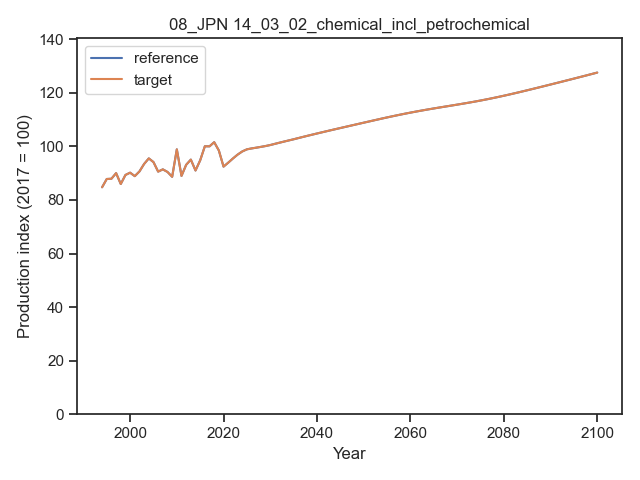 08_JPN 14_03_02_chemical_incl_petrochemical
reference
target
Production index (2017 = 100)
140
120
100
80
60
40
20
0
2000 2020 2040 2060 2080 2100
Year